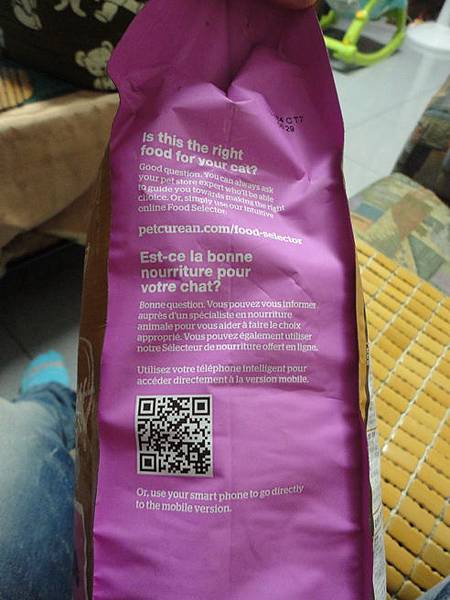 Is this the right
food for your cat?
Good question. You can always ask
your pet store expert who'll be able
to guide you towards making the right
choice. Or, simply use our intuitive
online Food Selector.
petcurean.com/food-selector
Est-ce la bonne
nourriture pour
votre chat?
Bonne question. Vous pouvez vous informer
auprès d'un spécialiste en nourriture
animale pour vous aider à faire le choix
approprié. Vous pouvez également utiliser
notre Sélecteur de nourriture offert en ligne.
Utilisez votre téléphone intelligent pour
accéder directement à la version mobile.
Or, use your smart phone to go directly
to the mobile version.